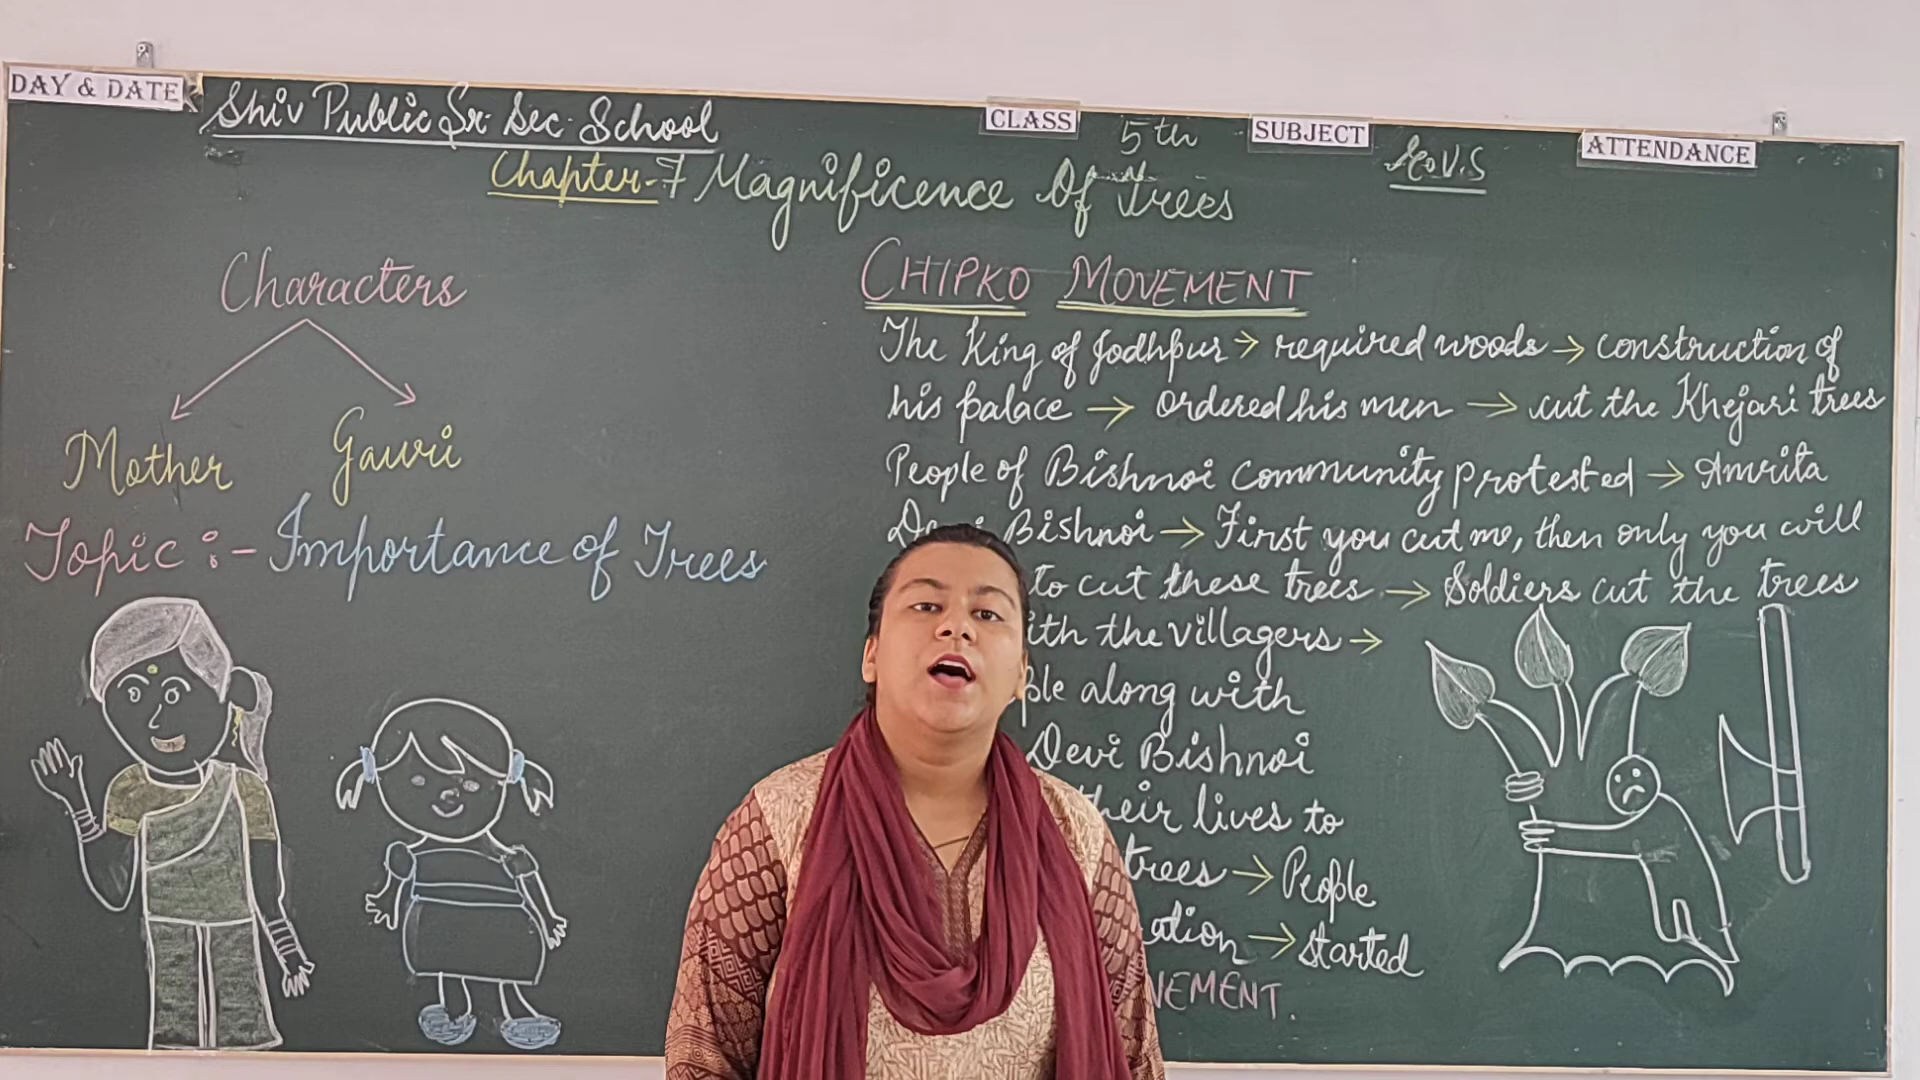 DAY & DATE
Shiv Public Sr. Sec. School
CLASS
5th
SUBJECT
E.V.S
ATTENDANCE
Chapter-7 Magnificence Of Trees
Characters
Mother Gauri
Topic :- Importance of Trees
CHIPKO MOVEMENT
The King of Jodhpur → required woods → construction of
his palace → ordered his men → cut the Khejari trees
People of Bishnoi community protested → Amrita
Devi Bishnoi → First you cut me, then only you will
to cut these trees → Soldiers cut the trees
the villagers →
along with
Devi Bishnoi
their lives to
trees → People
→ started